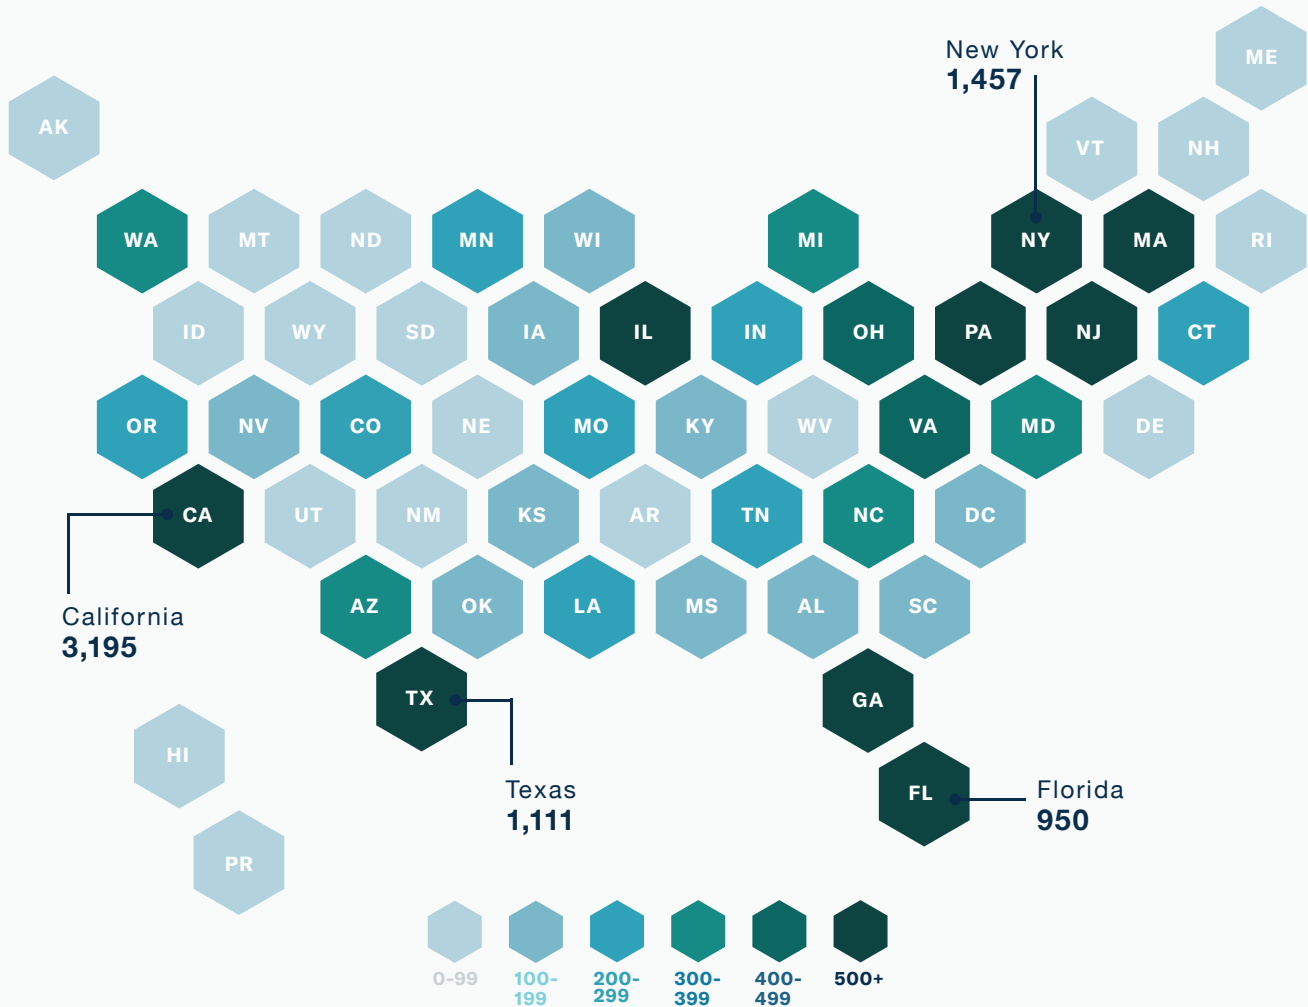 New York
1,457
ME
AK
VT NH
WA MT ND MN WI MI NY MA RI
ID WY SD IA IL IN OH PA NJ CT
OR NV CO NE MO KY WV VA MD DE
CA UT NM KS AR TN NC DC
California
3,195
AZ OK LA MS AL SC
TX GA
HI
Texas
1,111
FL
Florida
950
PR
0-99
100-
199
200-
299
300-
399
400-
499
500+